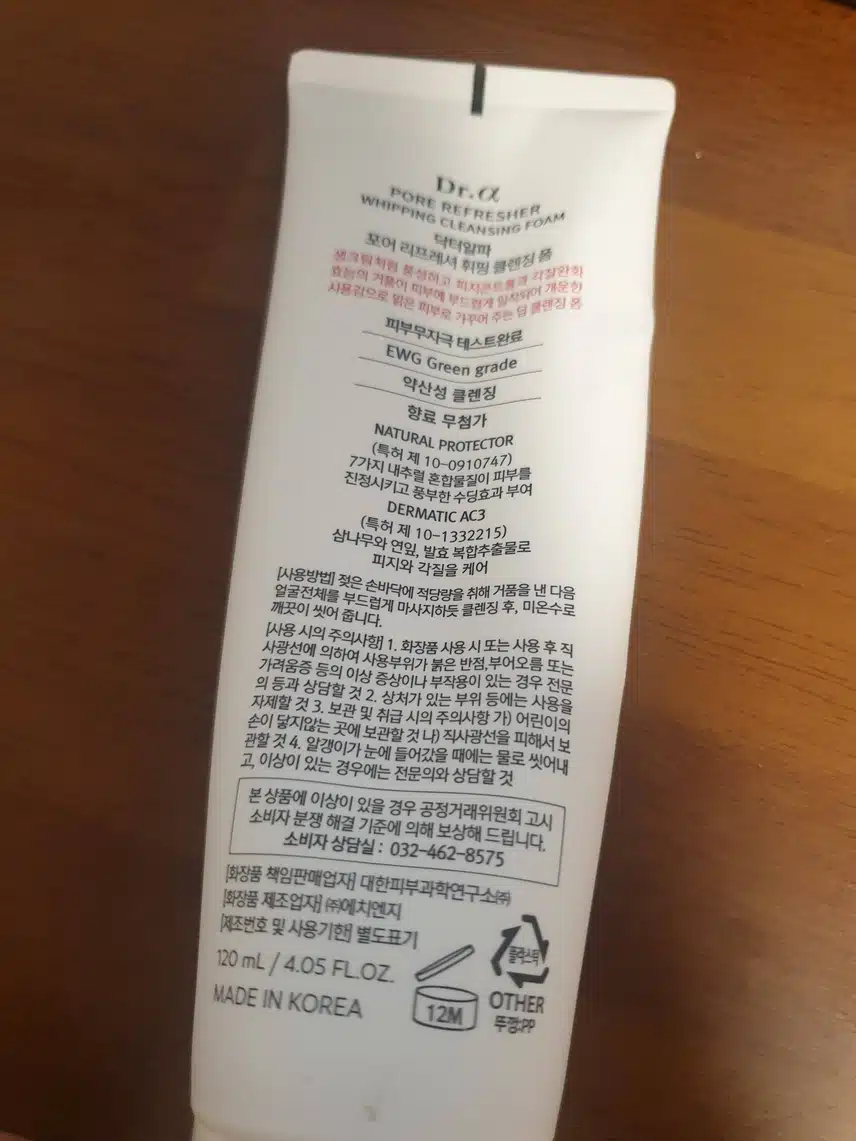 Dr.α
PORE REFRESHER
WHIPPING CLEANSING FOAM
닥터알파
포어 리프레셔 휘핑 클렌징 폼
생크림처럼 풍성하고 피지컨트롤과 각질완화
효능의 거품이 피부에 부드럽게 밀착되어 개운한
사용감으로 맑은 피부로 가꾸어 주는 딥 클렌징 폼
피부무자극 테스트완료
EWG Green grade
약산성 클렌징
향료 무첨가
NATURAL PROTECTOR
(특허 제 10-0910747)
7가지 내추럴 혼합물질이 피부를
진정시키고 풍부한 수딩효과 부여
DERMATIC AC3
(특허 제 10-1332215)
삼나무와 연잎, 발효 복합추출물로
피지와 각질을 케어
[사용방법] 젖은 손바닥에 적당량을 취해 거품을 낸 다음
얼굴전체를 부드럽게 마사지하듯 클렌징 후, 미온수로
깨끗이 씻어 줍니다.
[사용 시의 주의사항] 1. 화장품 사용 시 또는 사용 후 직
사광선에 의하여 사용부위가 붉은 반점,부어오름 또는
가려움증 등의 이상 증상이나 부작용이 있는 경우 전문
의 등과 상담할 것 2. 상처가 있는 부위 등에는 사용을
자제할 것 3. 보관 및 취급 시의 주의사항 가) 어린이의
손이 닿지않는 곳에 보관할 것 나) 직사광선을 피해서 보
관할 것 4. 알갱이가 눈에 들어갔을 때에는 물로 씻어내
고, 이상이 있는 경우에는 전문의와 상담할 것
본 상품에 이상이 있을 경우 공정거래위원회 고시
소비자 분쟁 해결 기준에 의해 보상해 드립니다.
소비자 상담실 : 032-462-8575
[화장품 책임판매업자] 대한피부과학연구소㈜
[화장품 제조업자] ㈜에치엔지
[제조번호 및 사용기한] 별도표기
120 mL / 4.05 FL.OZ.
MADE IN KOREA
12M
플라스틱
OTHER
뚜껑:PP